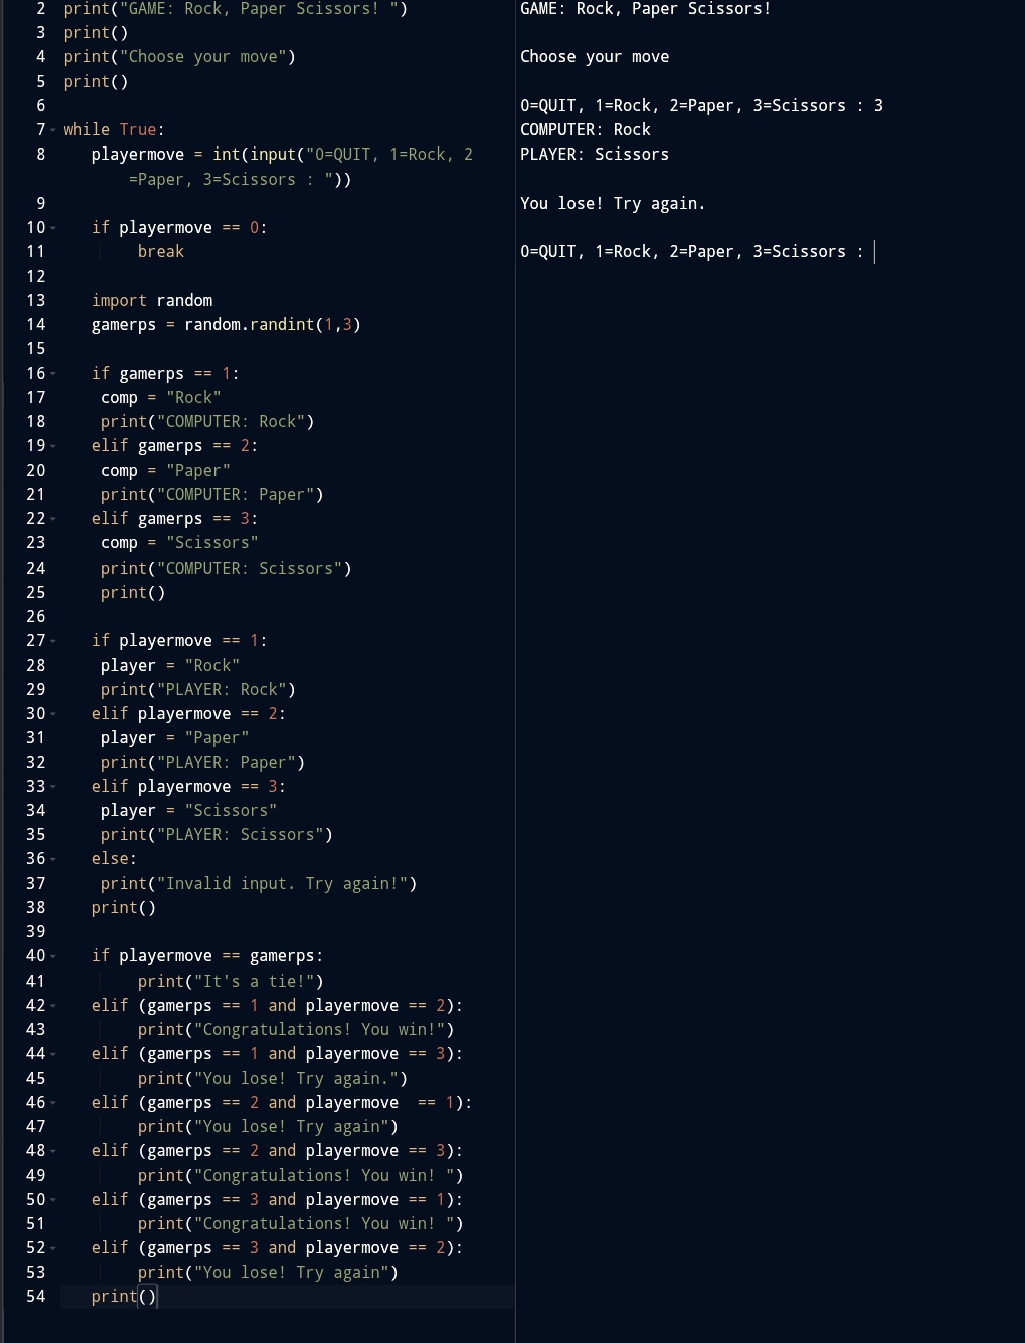 2 print("GAME: Rock, Paper Scissors! ")
3 print()
4 print("Choose your move")
5 print()
6
7 while True:
8 playermove = int(input("0=QUIT, 1=Rock, 2
=Paper, 3=Scissors : "))
9
10 if playermove == 0:
11 break
12
13 import random
14 gamerps = random.randint(1,3)
15
16 if gamerps == 1:
17 comp = "Rock"
18 print("COMPUTER: Rock")
19 elif gamerps == 2:
20 comp = "Paper"
21 print("COMPUTER: Paper")
22 elif gamerps == 3:
23 comp = "Scissors"
24 print("COMPUTER: Scissors")
25 print()
26
27 if playermove == 1:
28 player = "Rock"
29 print("PLAYER: Rock")
30 elif playermove == 2:
31 player = "Paper"
32 print("PLAYER: Paper")
33 elif playermove == 3:
34 player = "Scissors"
35 print("PLAYER: Scissors")
36 else:
37 print("Invalid input. Try again!")
38 print()
39
40 if playermove == gamerps:
41 print("It's a tie!")
42 elif (gamerps == 1 and playermove == 2):
43 print("Congratulations! You win!")
44 elif (gamerps == 1 and playermove == 3):
45 print("You lose! Try again.")
46 elif (gamerps == 2 and playermove  == 1):
47 print("You lose! Try again")
48 elif (gamerps == 2 and playermove == 3):
49 print("Congratulations! You win! ")
50 elif (gamerps == 3 and playermove == 1):
51 print("Congratulations! You win! ")
52 elif (gamerps == 3 and playermove == 2):
53 print("You lose! Try again")
54 print()
GAME: Rock, Paper Scissors!
Choose your move
0=QUIT, 1=Rock, 2=Paper, 3=Scissors : 3
COMPUTER: Rock
PLAYER: Scissors
You lose! Try again.
0=QUIT, 1=Rock, 2=Paper, 3=Scissors :